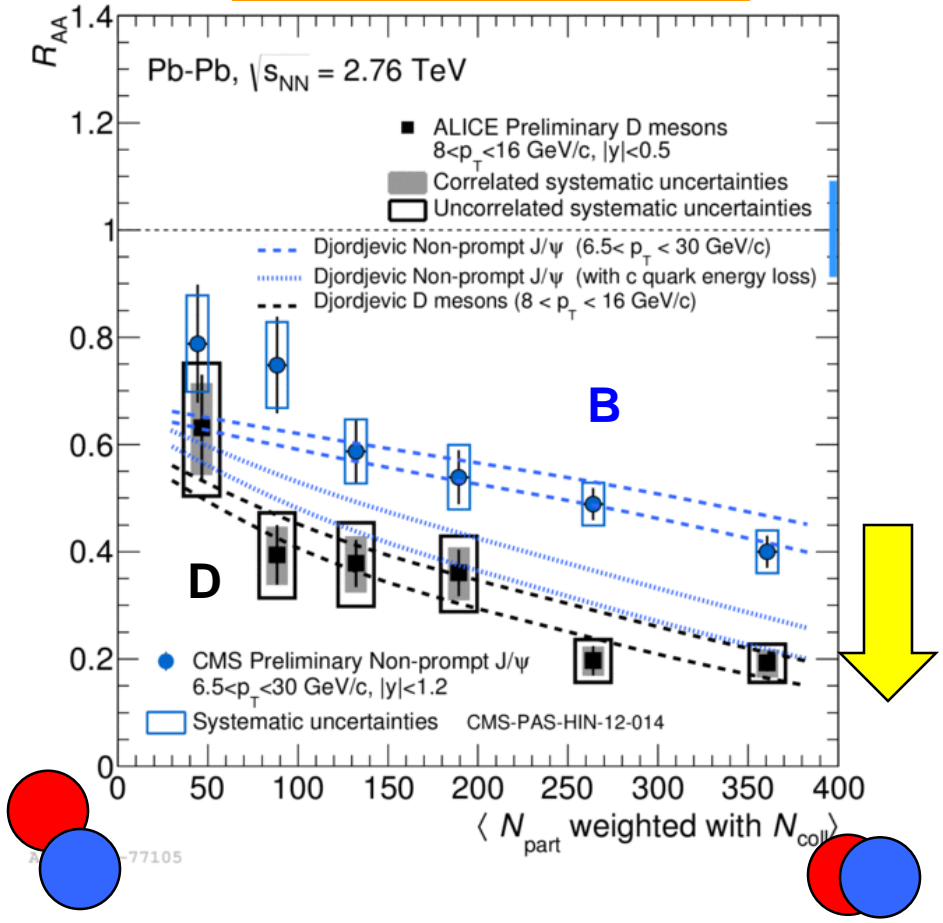 R_AA
1.4
1.2
1
0.8
0.6
0.4
0.2
0
Pb-Pb, √s_NN = 2.76 TeV
ALICE Preliminary D mesons
8<p_T<16 GeV/c, |y|<0.5
Correlated systematic uncertainties
Uncorrelated systematic uncertainties
Djordjevic Non-prompt J/ψ (6.5< p_T < 30 GeV/c)
Djordjevic Non-prompt J/ψ (with c quark energy loss)
Djordjevic D mesons (8 < p_T < 16 GeV/c)
B
D
CMS Preliminary Non-prompt J/ψ
6.5<p_T<30 GeV/c, |y|<1.2
Systematic uncertainties CMS-PAS-HIN-12-014
0 50 100 150 200 250 300 350 400
⟨ N_part weighted with N_coll⟩
-77105